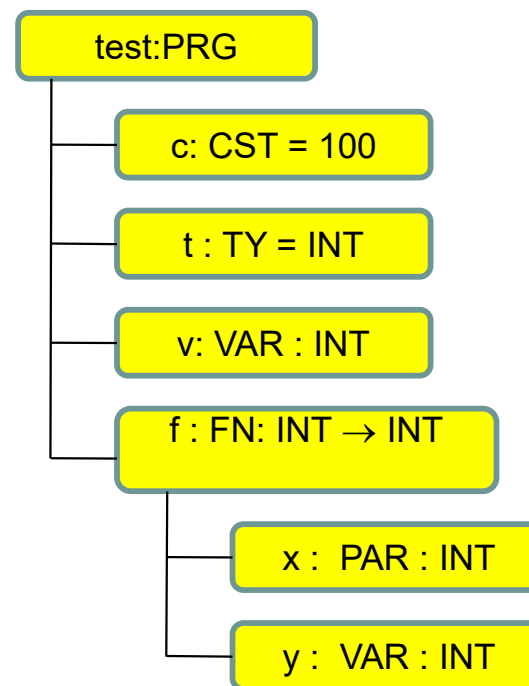 test:PRG
c: CST = 100
t : TY = INT
v: VAR : INT
f : FN: INT → INT
x :  PAR : INT
y :  VAR : INT